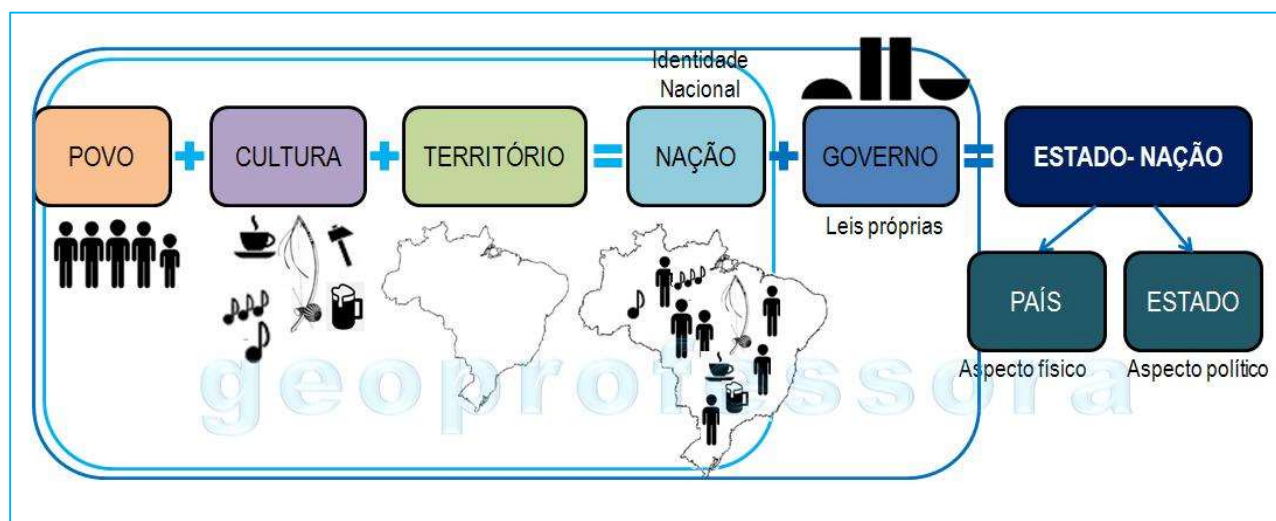 Identidade
Nacional
POVO + CULTURA + TERRITÓRIO = NAÇÃO + GOVERNO = ESTADO- NAÇÃO
Leis próprias
PAÍS
ESTADO
Aspecto físico
Aspecto político
geoprofessora